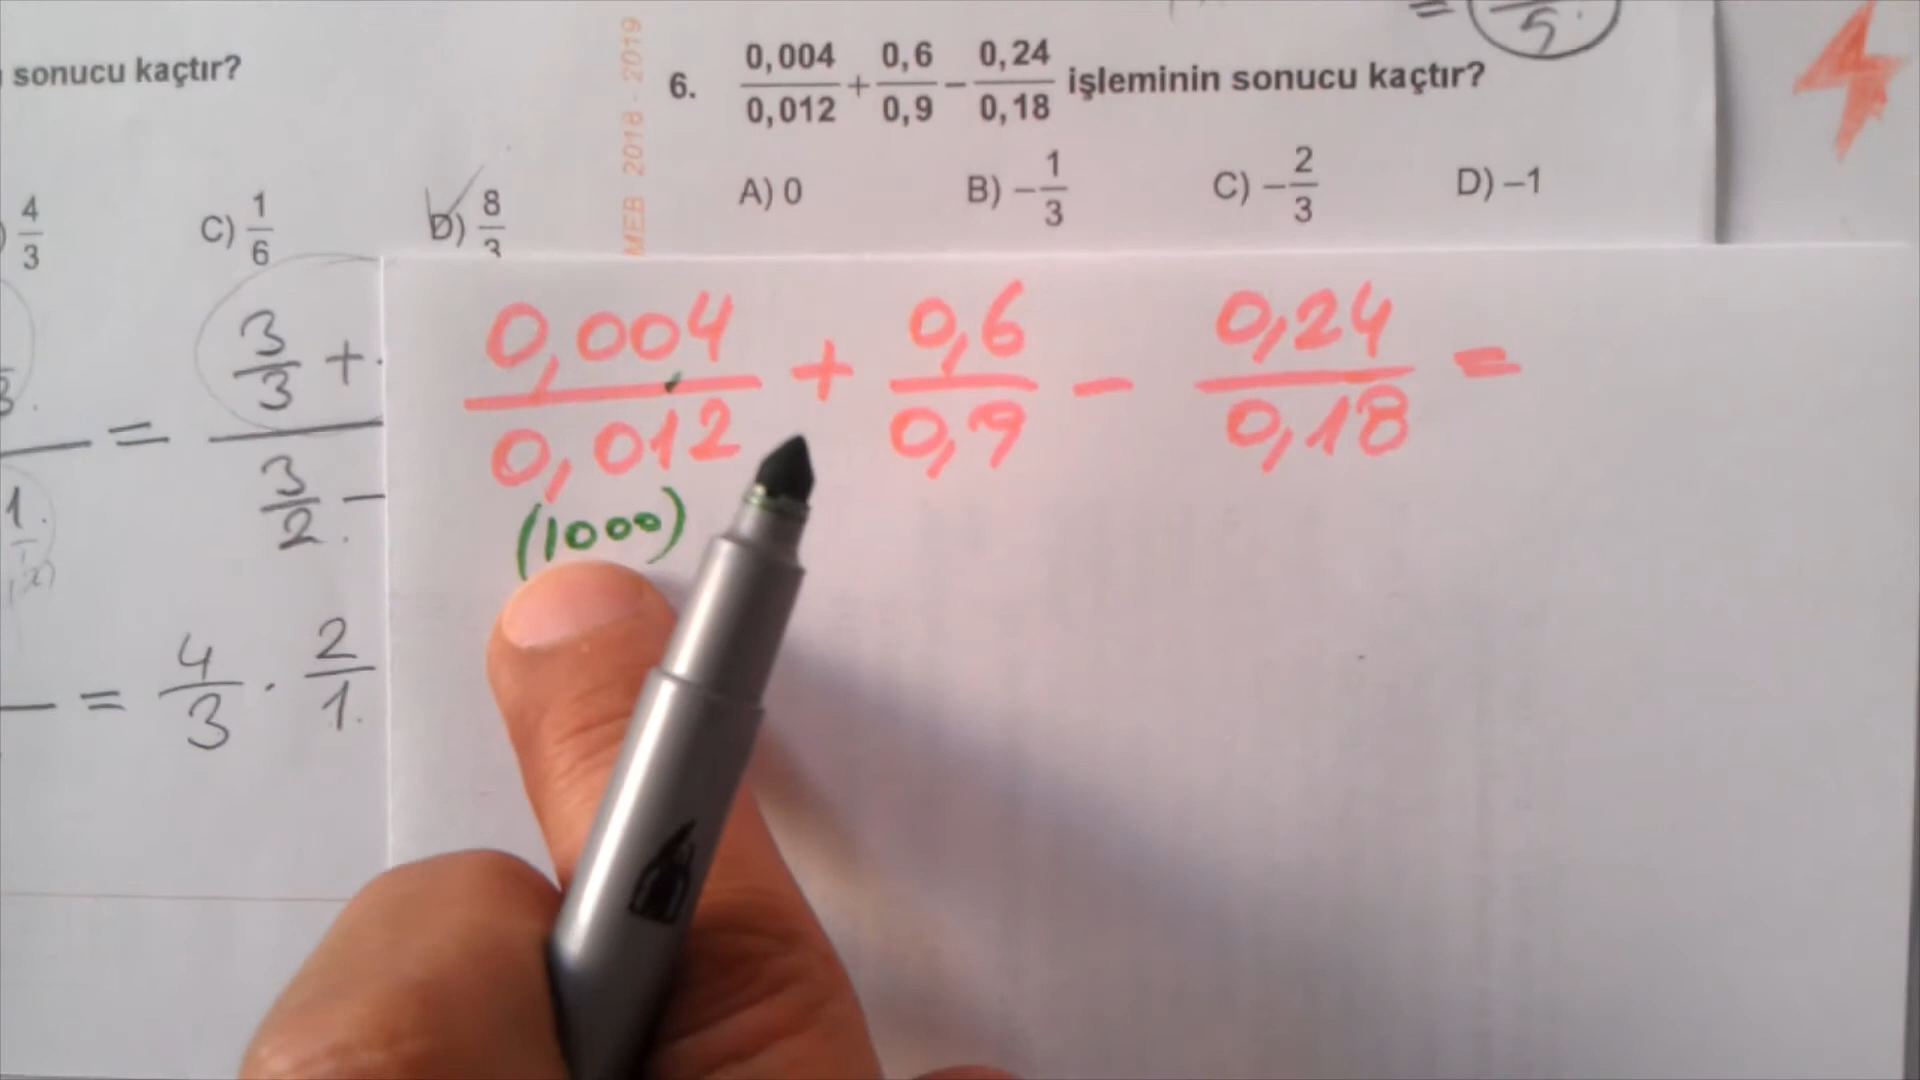 sonucu kaçtır?
4/3 C) 1/6 D) 8/3
3/3 +
=
3/2 -
1.
= 4/3 . 2/1.
MEB 2018 - 2019
= 5.
6. 0,004/0,012 + 0,6/0,9 - 0,24/0,18 işleminin sonucu kaçtır?
A) 0 B) -1/3 C) -2/3 D) -1
0,004/0,012 + 0,6/0,9 - 0,24/0,18 =
(1000)